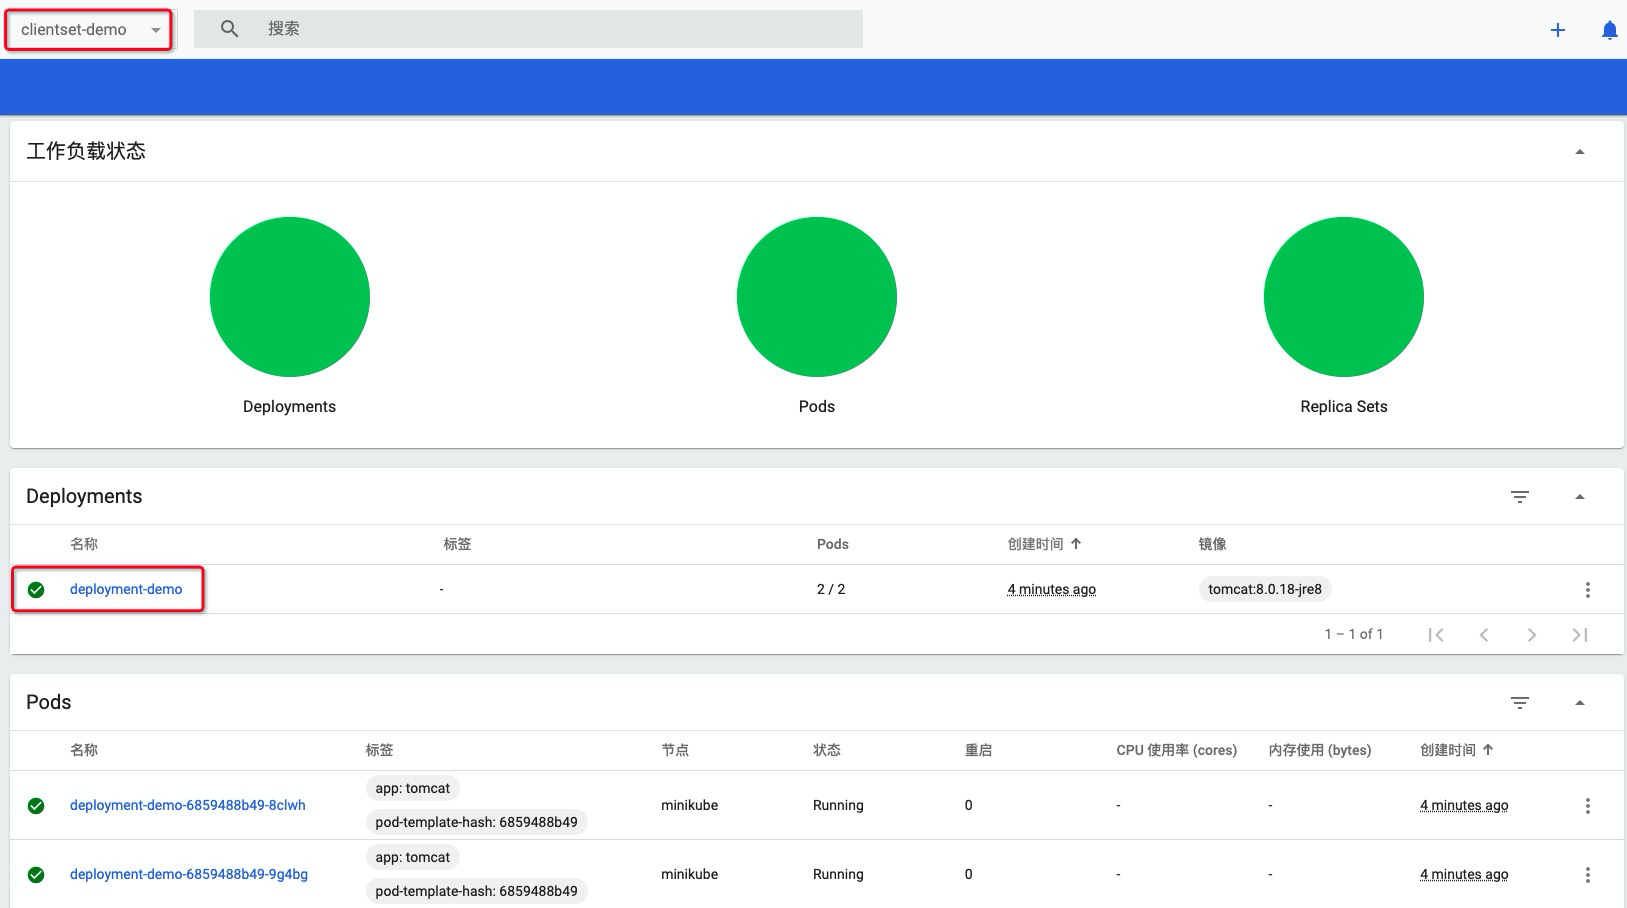 clientset-demo 搜索
工作负载状态
Deployments Pods Replica Sets
Deployments
名称 标签 Pods 创建时间 镜像
deployment-demo - 2 / 2 4 minutes ago tomcat:8.0.18-jre8
1 – 1 of 1
Pods
名称 标签 节点 状态 重启 CPU 使用率 (cores) 内存使用 (bytes) 创建时间
app: tomcat
deployment-demo-6859488b49-8clwh minikube Running 0 - - 4 minutes ago
pod-template-hash: 6859488b49
app: tomcat
deployment-demo-6859488b49-9g4bg minikube Running 0 - - 4 minutes ago
pod-template-hash: 6859488b49